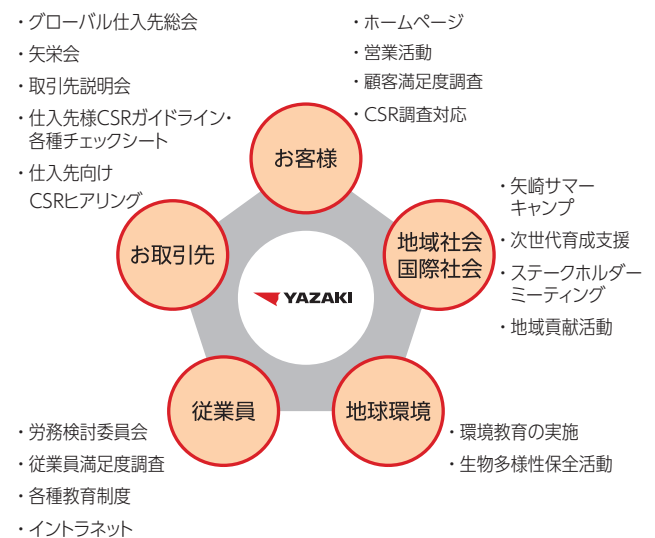 ・グローバル仕入先総会
・矢栄会
・取引先説明会
・仕入先様CSRガイドライン・
各種チェックシート
・仕入先向け
CSRヒアリング
・ホームページ
・営業活動
・顧客満足度調査
・CSR調査対応
お客様
お取引先
地域社会
国際社会
・矢崎サマー
キャンプ
・次世代育成支援
・ステークホルダー
ミーティング
・地域貢献活動
YAZAKI
従業員
地球環境
・労務検討委員会
・従業員満足度調査
・各種教育制度
・イントラネット
・環境教育の実施
・生物多様性保全活動